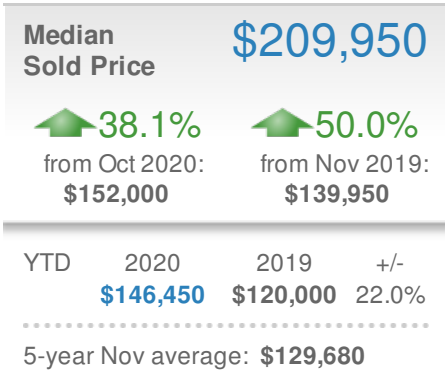 Median
Sold Price
$209,950
38.1%
from Oct 2020:
$152,000
50.0%
from Nov 2019:
$139,950
YTD 2020 2019 +/-
$146,450 $120,000 22.0%
5-year Nov average: $129,680